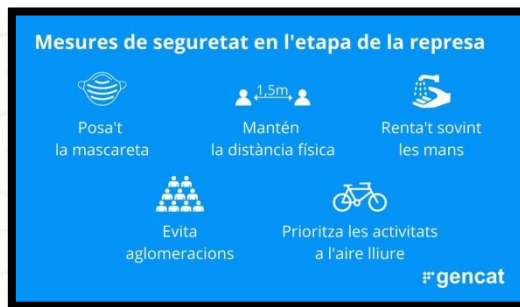 Mesures de seguretat en l'etapa de la represa
1,5m
Posa't
la mascareta
Mantén
la distància física
Renta't sovint
les mans
Evita
aglomeracions
Prioritza les activitats
a l'aire lliure
gencat